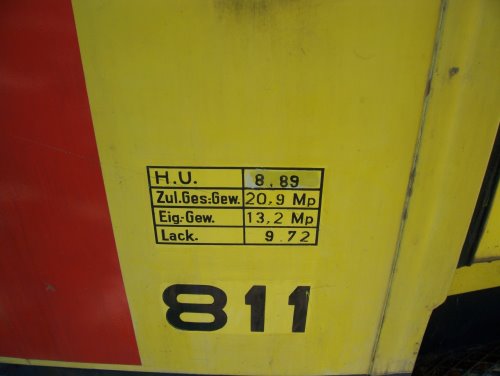 H.U. 8.89
Zul.Ges.-Gew. 20,9 Mp
Eig.-Gew. 13,2 Mp
Lack. 9 72
811